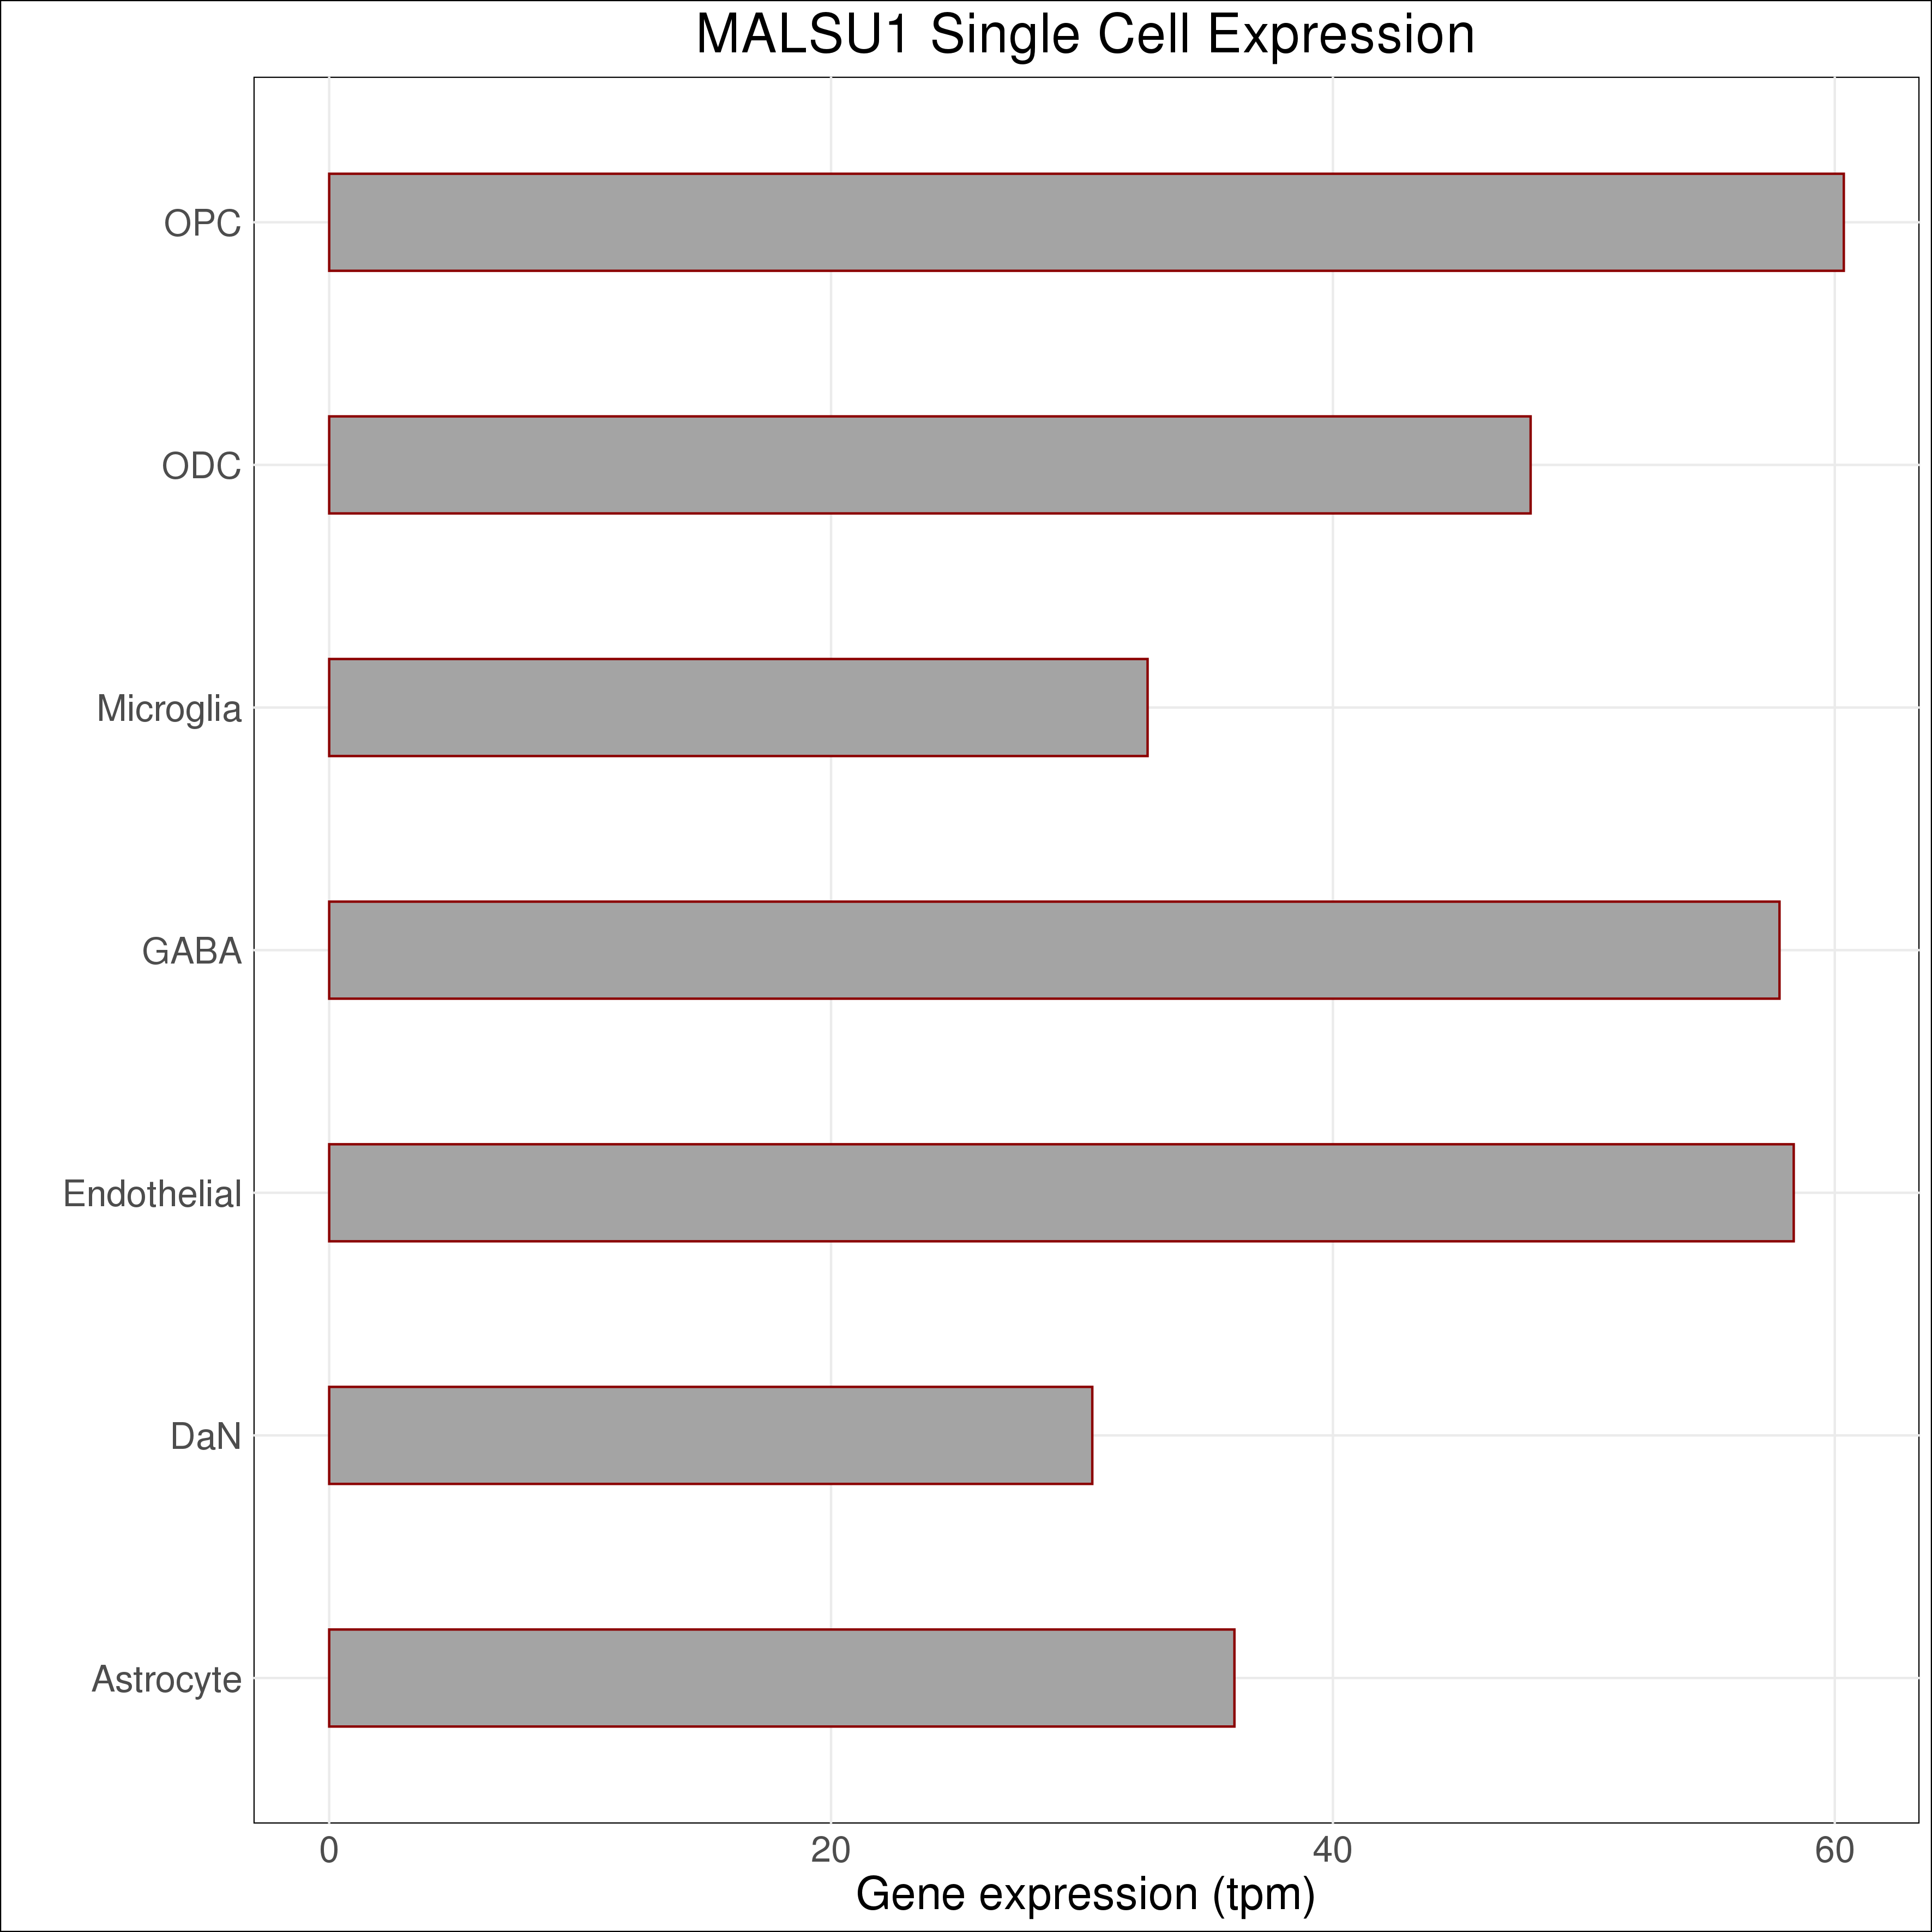 MALSU1 Single Cell Expression
OPC
ODC
Microglia
GABA
Endothelial
DaN
Astrocyte
0 20 40 60
Gene expression (tpm)